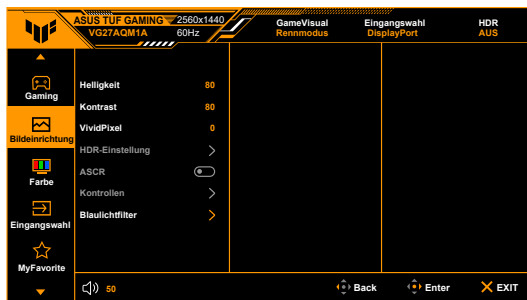 ASUS TUF GAMING
VG27AQM1A
2560x1440
60Hz
GameVisual
Rennmodus
Eingangswahl
DisplayPort
HDR
AUS
Gaming
Bildeinrichtung
Farbe
Eingangswahl
MyFavorite
Helligkeit 80
Kontrast 80
VividPixel 0
HDR-Einstellung
ASCR
Kontrollen
Blaulichtfilter
50
Back
Enter
EXIT